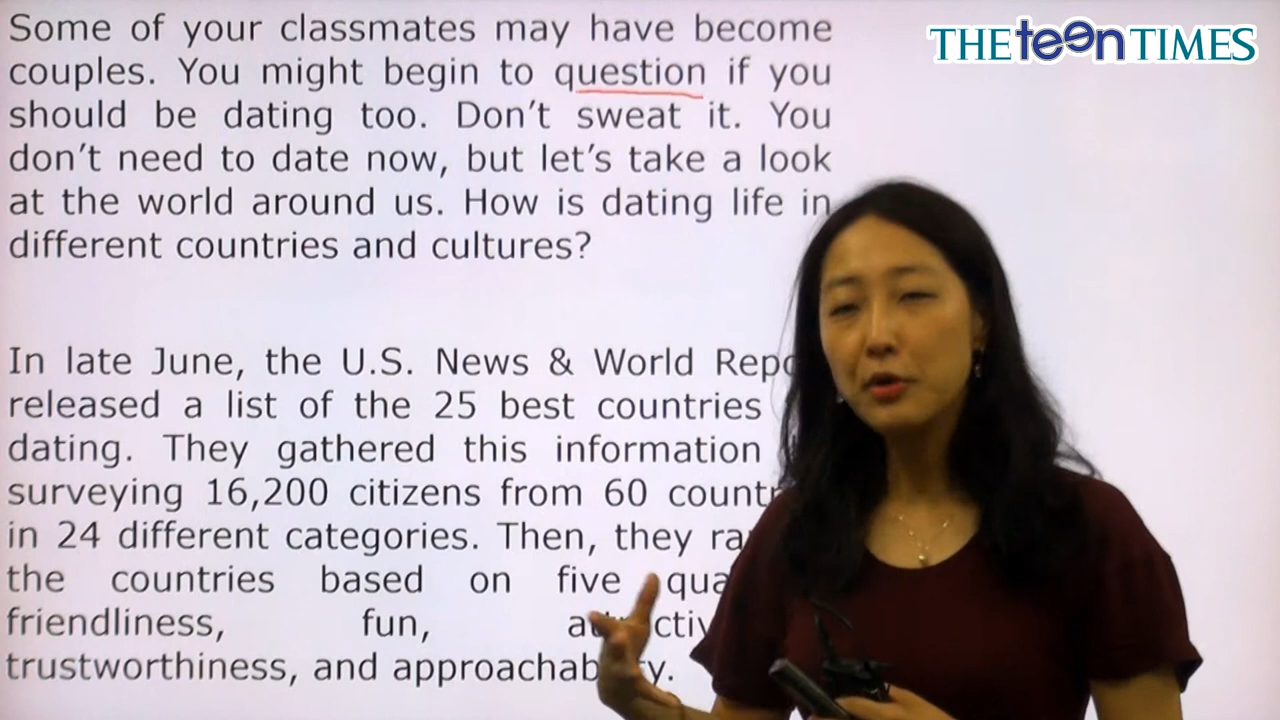 THE teen TIMES
Some of your classmates may have become
couples. You might begin to question if you
should be dating too. Don't sweat it. You
don't need to date now, but let's take a look
at the world around us. How is dating life in
different countries and cultures?
In late June, the U.S. News & World
released a list of the 25 best countries
dating. They gathered this information
surveying 16,200 citizens from 60
in 24 different categories. Then, they
the countries based on five
friendliness, fun,
trustworthiness, and